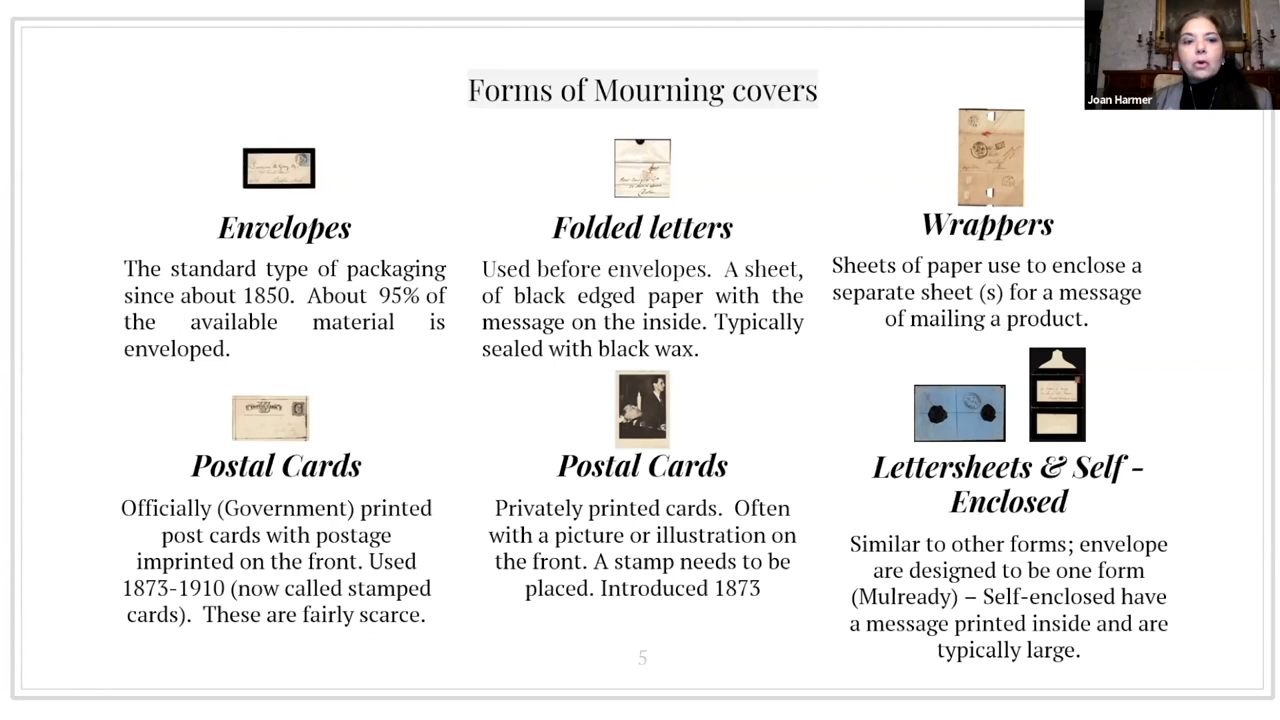 Joan Harmer
Forms of Mourning covers
Envelopes
The standard type of packaging
since about 1850. About 95% of
the available material is
enveloped.
Folded letters
Used before envelopes. A sheet,
of black edged paper with the
message on the inside. Typically
sealed with black wax.
Wrappers
Sheets of paper use to enclose a
separate sheet (s) for a message
of mailing a product.
Postal Cards
Officially (Government) printed
post cards with postage
imprinted on the front. Used
1873-1910 (now called stamped
cards). These are fairly scarce.
Postal Cards
Privately printed cards. Often
with a picture or illustration on
the front. A stamp needs to be
placed. Introduced 1873
Lettersheets & Self -
Enclosed
Similar to other forms; envelope
are designed to be one form
(Mulready) – Self-enclosed have
a message printed inside and are
typically large.
5